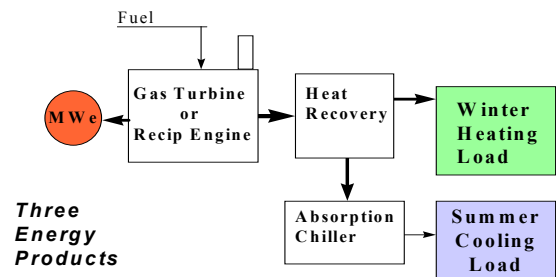 Fuel
MWe
Gas Turbine
or
Recip Engine
Heat
Recovery
Winter
Heating
Load
Three
Energy
Products
Absorption
Chiller
Summer
Cooling
Load